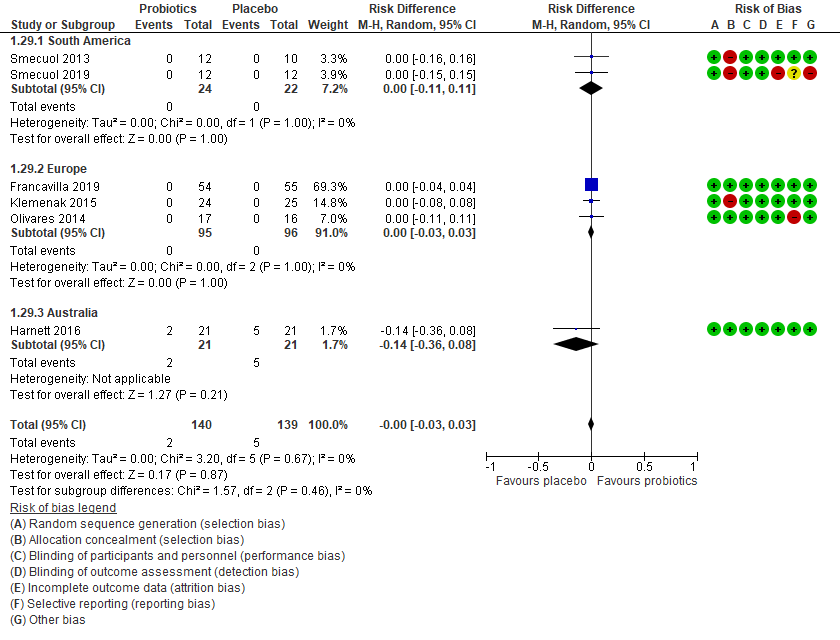 Probiotics Placebo Risk Difference Risk Difference Risk of Bias
Study or Subgroup Events Total Events Total Weight M-H, Random, 95% CI M-H, Random, 95% CI A B C D E F G
1.29.1 South America
Smecuol 2013 0 12 0 10 3.3% 0.00 [-0.16, 0.16] + - + + + + +
Smecuol 2019 0 12 0 12 3.9% 0.00 [-0.15, 0.15] + - + + - ? -
Subtotal (95% CI) 24 22 7.2% 0.00 [-0.11, 0.11]
Total events 0 0
Heterogeneity: Tau² = 0.00; Chi² = 0.00, df = 1 (P = 1.00); I² = 0%
Test for overall effect: Z = 0.00 (P = 1.00)
1.29.2 Europe
Francavilla 2019 0 54 0 55 69.3% 0.00 [-0.04, 0.04] + + + + + + +
Klemenak 2015 0 24 0 25 14.8% 0.00 [-0.08, 0.08] + - + + + + +
Olivares 2014 0 17 0 16 7.0% 0.00 [-0.11, 0.11] + + + + + - +
Subtotal (95% CI) 95 96 91.0% 0.00 [-0.03, 0.03]
Total events 0 0
Heterogeneity: Tau² = 0.00; Chi² = 0.00, df = 2 (P = 1.00); I² = 0%
Test for overall effect: Z = 0.00 (P = 1.00)
1.29.3 Australia
Harnett 2016 2 21 5 21 1.7% -0.14 [-0.36, 0.08] + + + + + + +
Subtotal (95% CI) 21 21 1.7% -0.14 [-0.36, 0.08]
Total events 2 5
Heterogeneity: Not applicable
Test for overall effect: Z = 1.27 (P = 0.21)
Total (95% CI) 140 139 100.0% -0.00 [-0.03, 0.03]
Total events 2 5
Heterogeneity: Tau² = 0.00; Chi² = 3.20, df = 5 (P = 0.67); I² = 0%
Test for overall effect: Z = 0.17 (P = 0.87)
Test for subgroup differences: Chi² = 1.57, df = 2 (P = 0.46), I² = 0%
-1 -0.5 0 0.5 1
Favours placebo Favours probiotics
Risk of bias legend
(A) Random sequence generation (selection bias)
(B) Allocation concealment (selection bias)
(C) Blinding of participants and personnel (performance bias)
(D) Blinding of outcome assessment (detection bias)
(E) Incomplete outcome data (attrition bias)
(F) Selective reporting (reporting bias)
(G) Other bias